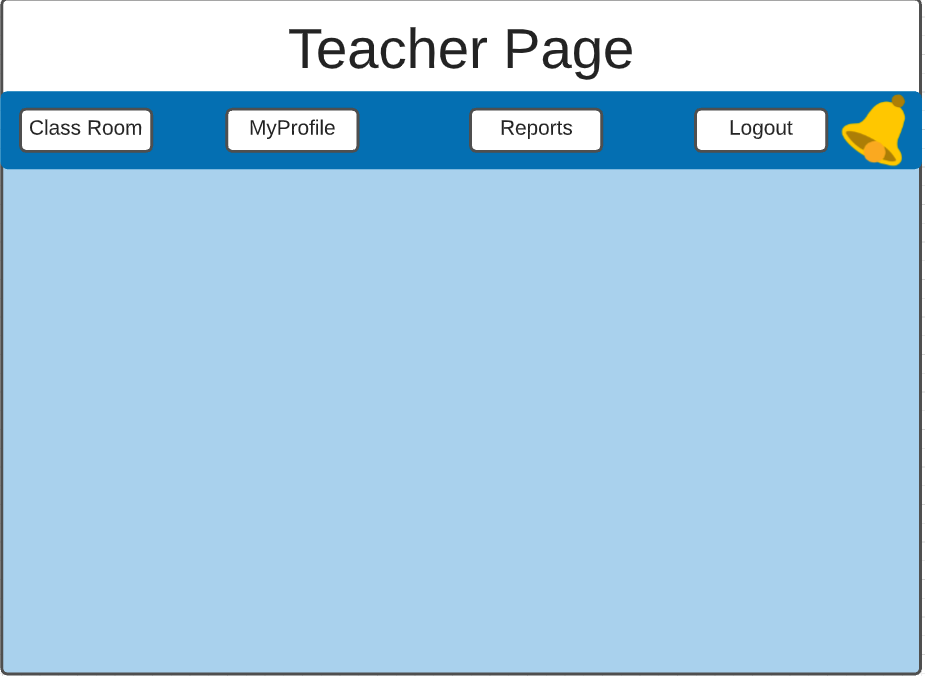 Teacher Page
Class Room
MyProfile
Reports
Logout